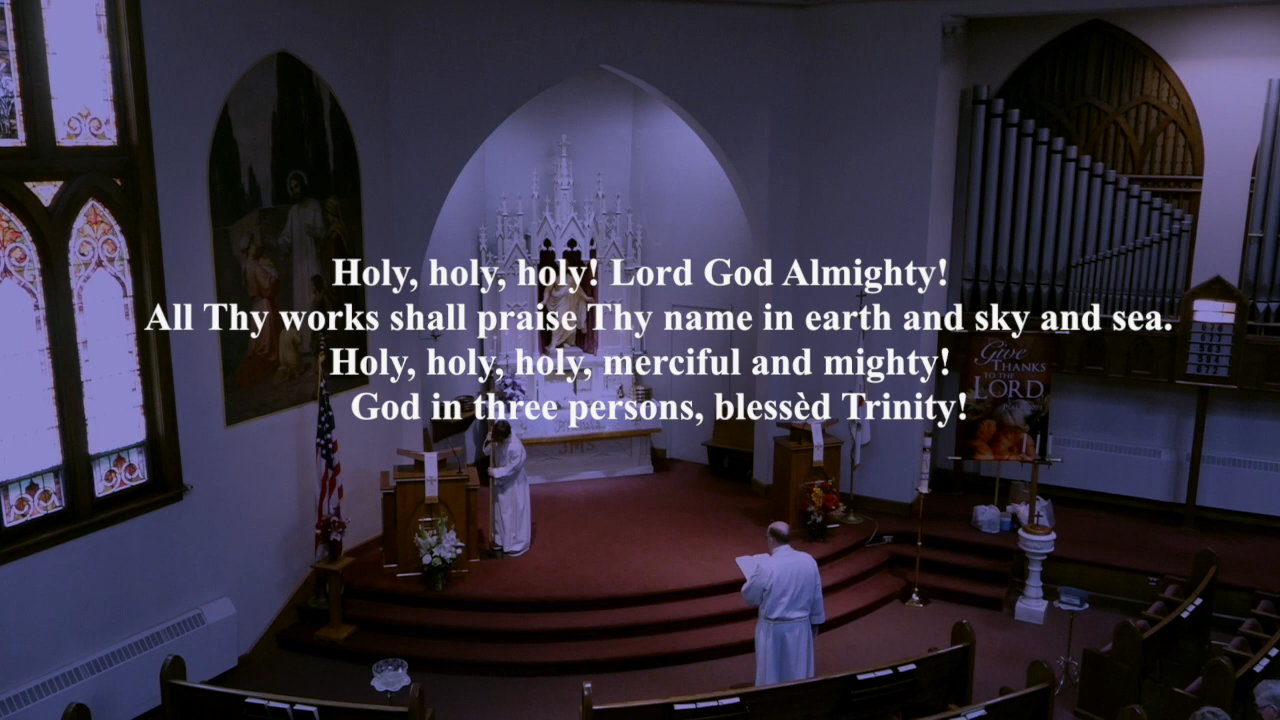 Holy, holy, holy! Lord God Almighty!
All Thy works shall praise Thy name in earth and sky and sea.
Holy, holy, holy, merciful and mighty!
God in three persons, blessèd Trinity!
Give
THANKS
TO THE
LORD